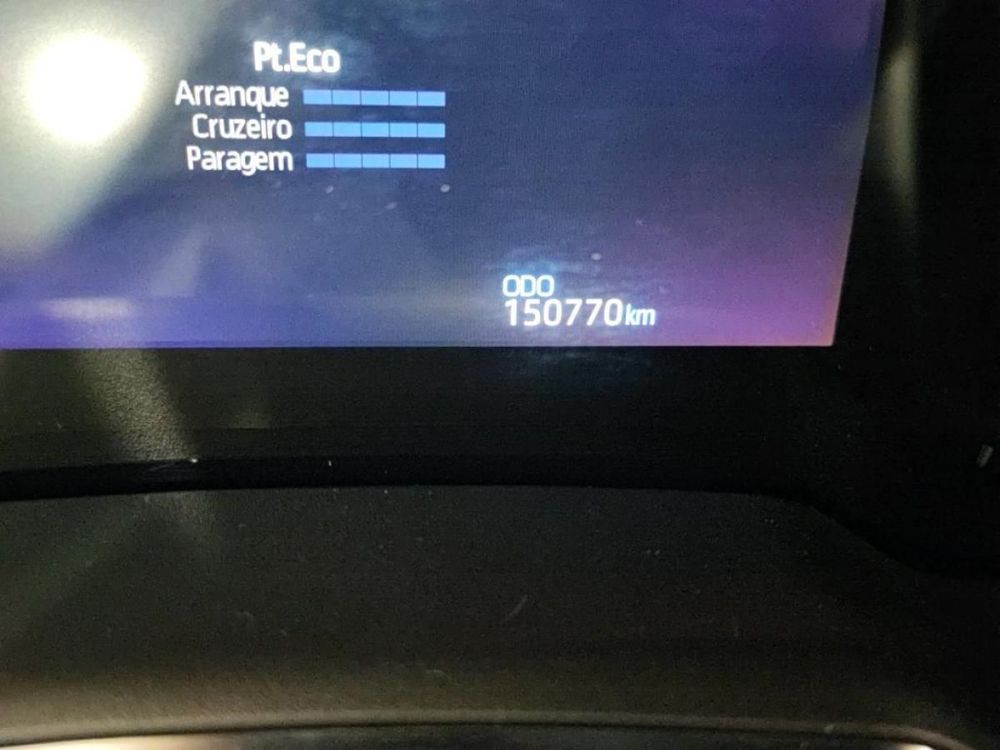 Pt.Eco
Arranque
Cruzeiro
Paragem
ODO
150770km